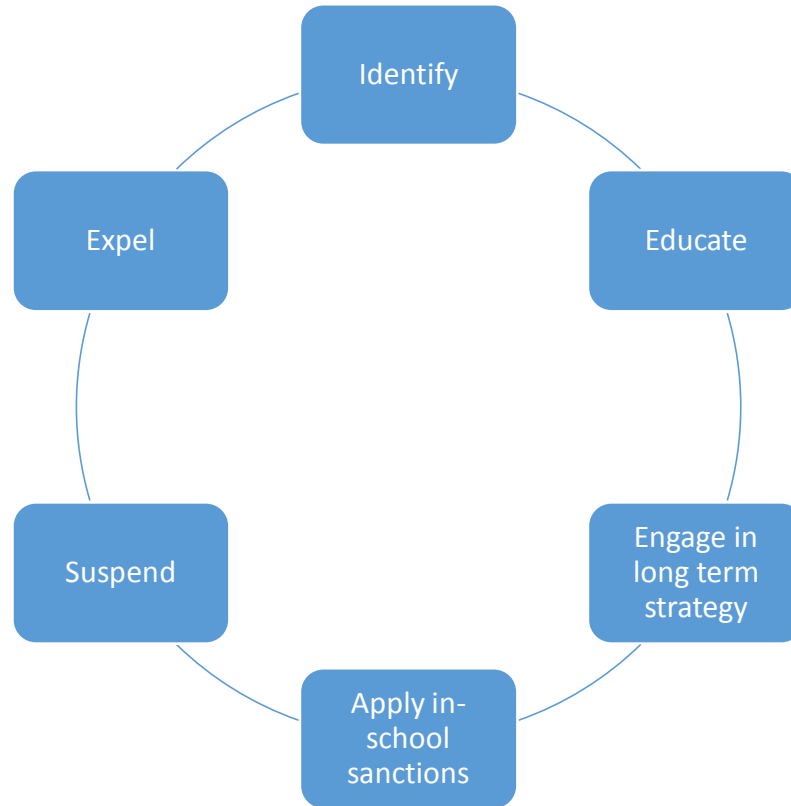 Identify
Educate
Engage in
long term
strategy
Apply in-
school
sanctions
Suspend
Expel